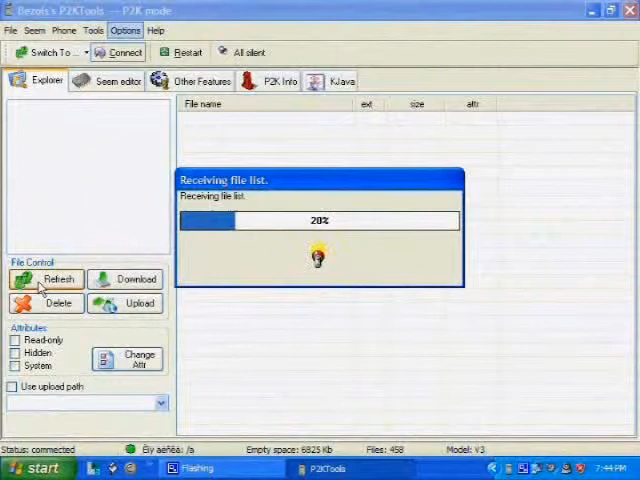 Bezols's P2KTools -- P2K mode
File Seem Phone Tools Options Help
Switch To ... Connect Restart All silent
Explorer Seem editor Other Features P2K Info KJava
File name ext size attr
Receiving file list.
Receiving file list.
20%
File Control
Refresh Download
Delete Upload
Attributes
Read-only
Hidden
System
Change
Attr
Use upload path
Status: connected Empty space: 6825 Kb Files: 458 Model: V3
start Flashing P2KTools 7:44 PM